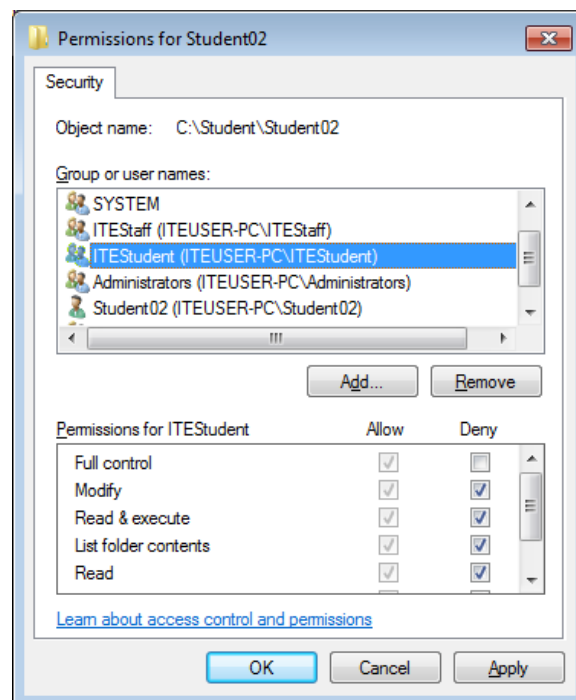 Permissions for Student02
Security
Object name: C:\Student\Student02
Group or user names:
SYSTEM
ITEStaff (ITEUSER-PC\ITEStaff)
ITEStudent (ITEUSER-PC\ITEStudent)
Administrators (ITEUSER-PC\Administrators)
Student02 (ITEUSER-PC\Student02)
Add... Remove
Permissions for ITEStudent Allow Deny
Full control
Modify
Read & execute
List folder contents
Read
Learn about access control and permissions
OK Cancel Apply